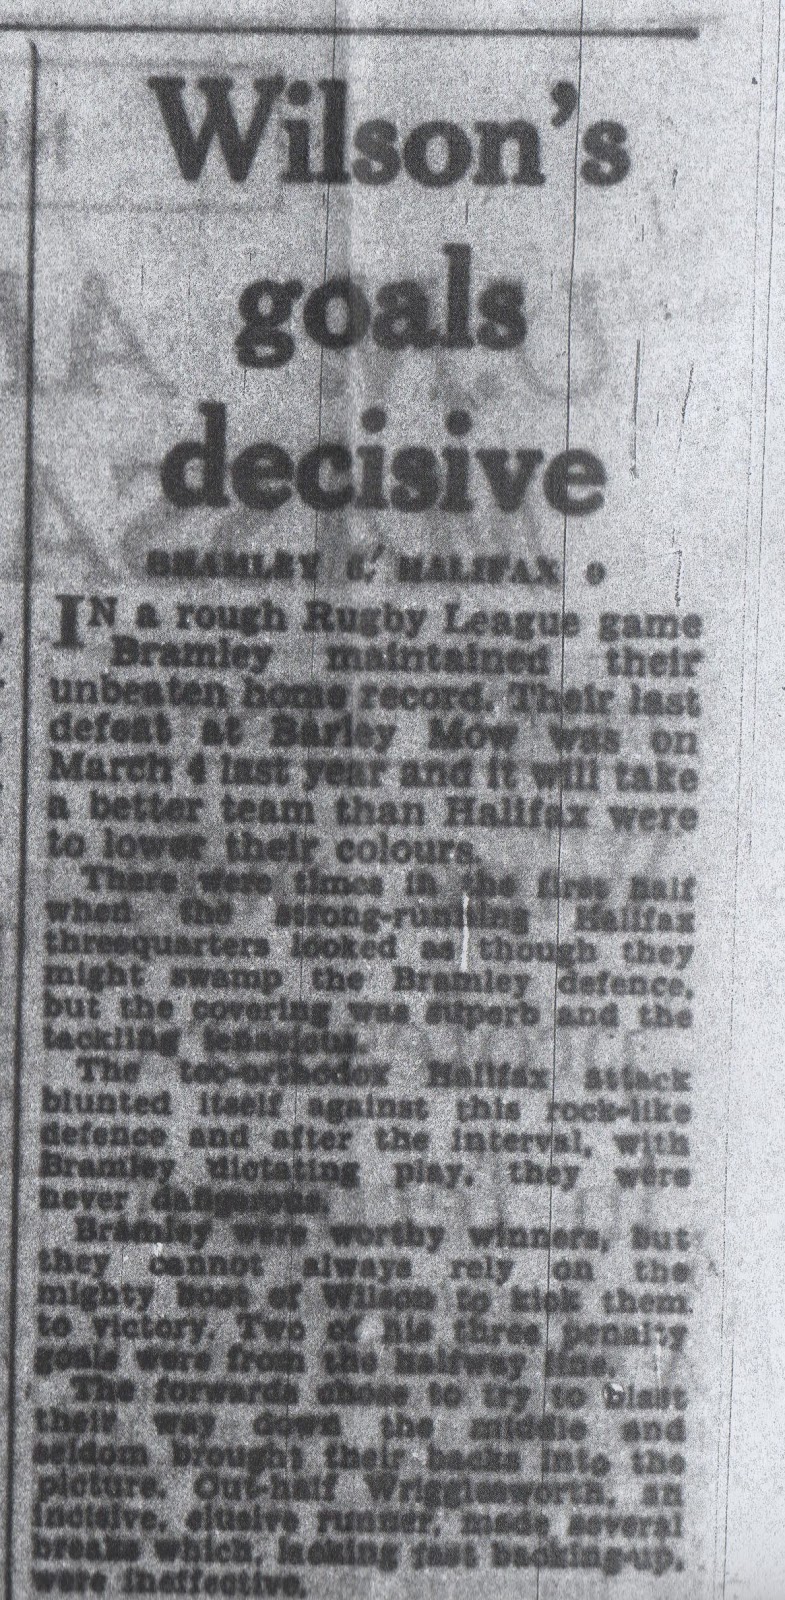 Wilson's
goals
decisive
BRAMLEY HALIFAX
IN a rough Rugby League game
Bramley maintained their
unbeaten home record. Their last
defeat at Barley Mow was on
March 4 last year and it will take
a better team than Halifax were
to lower their colours.
There were times in the first half
when the strong-running Halifax
threequarters looked as though they
might swamp the Bramley defence,
but the covering was superb and the
tackling tenacious.
The too-orthodox Halifax attack
blunted itself against this rock-like
defence and after the interval, with
Bramley dictating play, they were
never dangerous.
Bramley were worthy winners, but
they cannot always rely on the
mighty boot of Wilson to kick them
to victory. Two of his three penalty
goals were from the halfway line.
The forwards chose to try to blast
their way down the middle and
seldom brought their backs into the
picture. Out-half Wrigglesworth, an
incisive, elusive runner, made several
breaks which, lacking fast backing-up,
were ineffective.